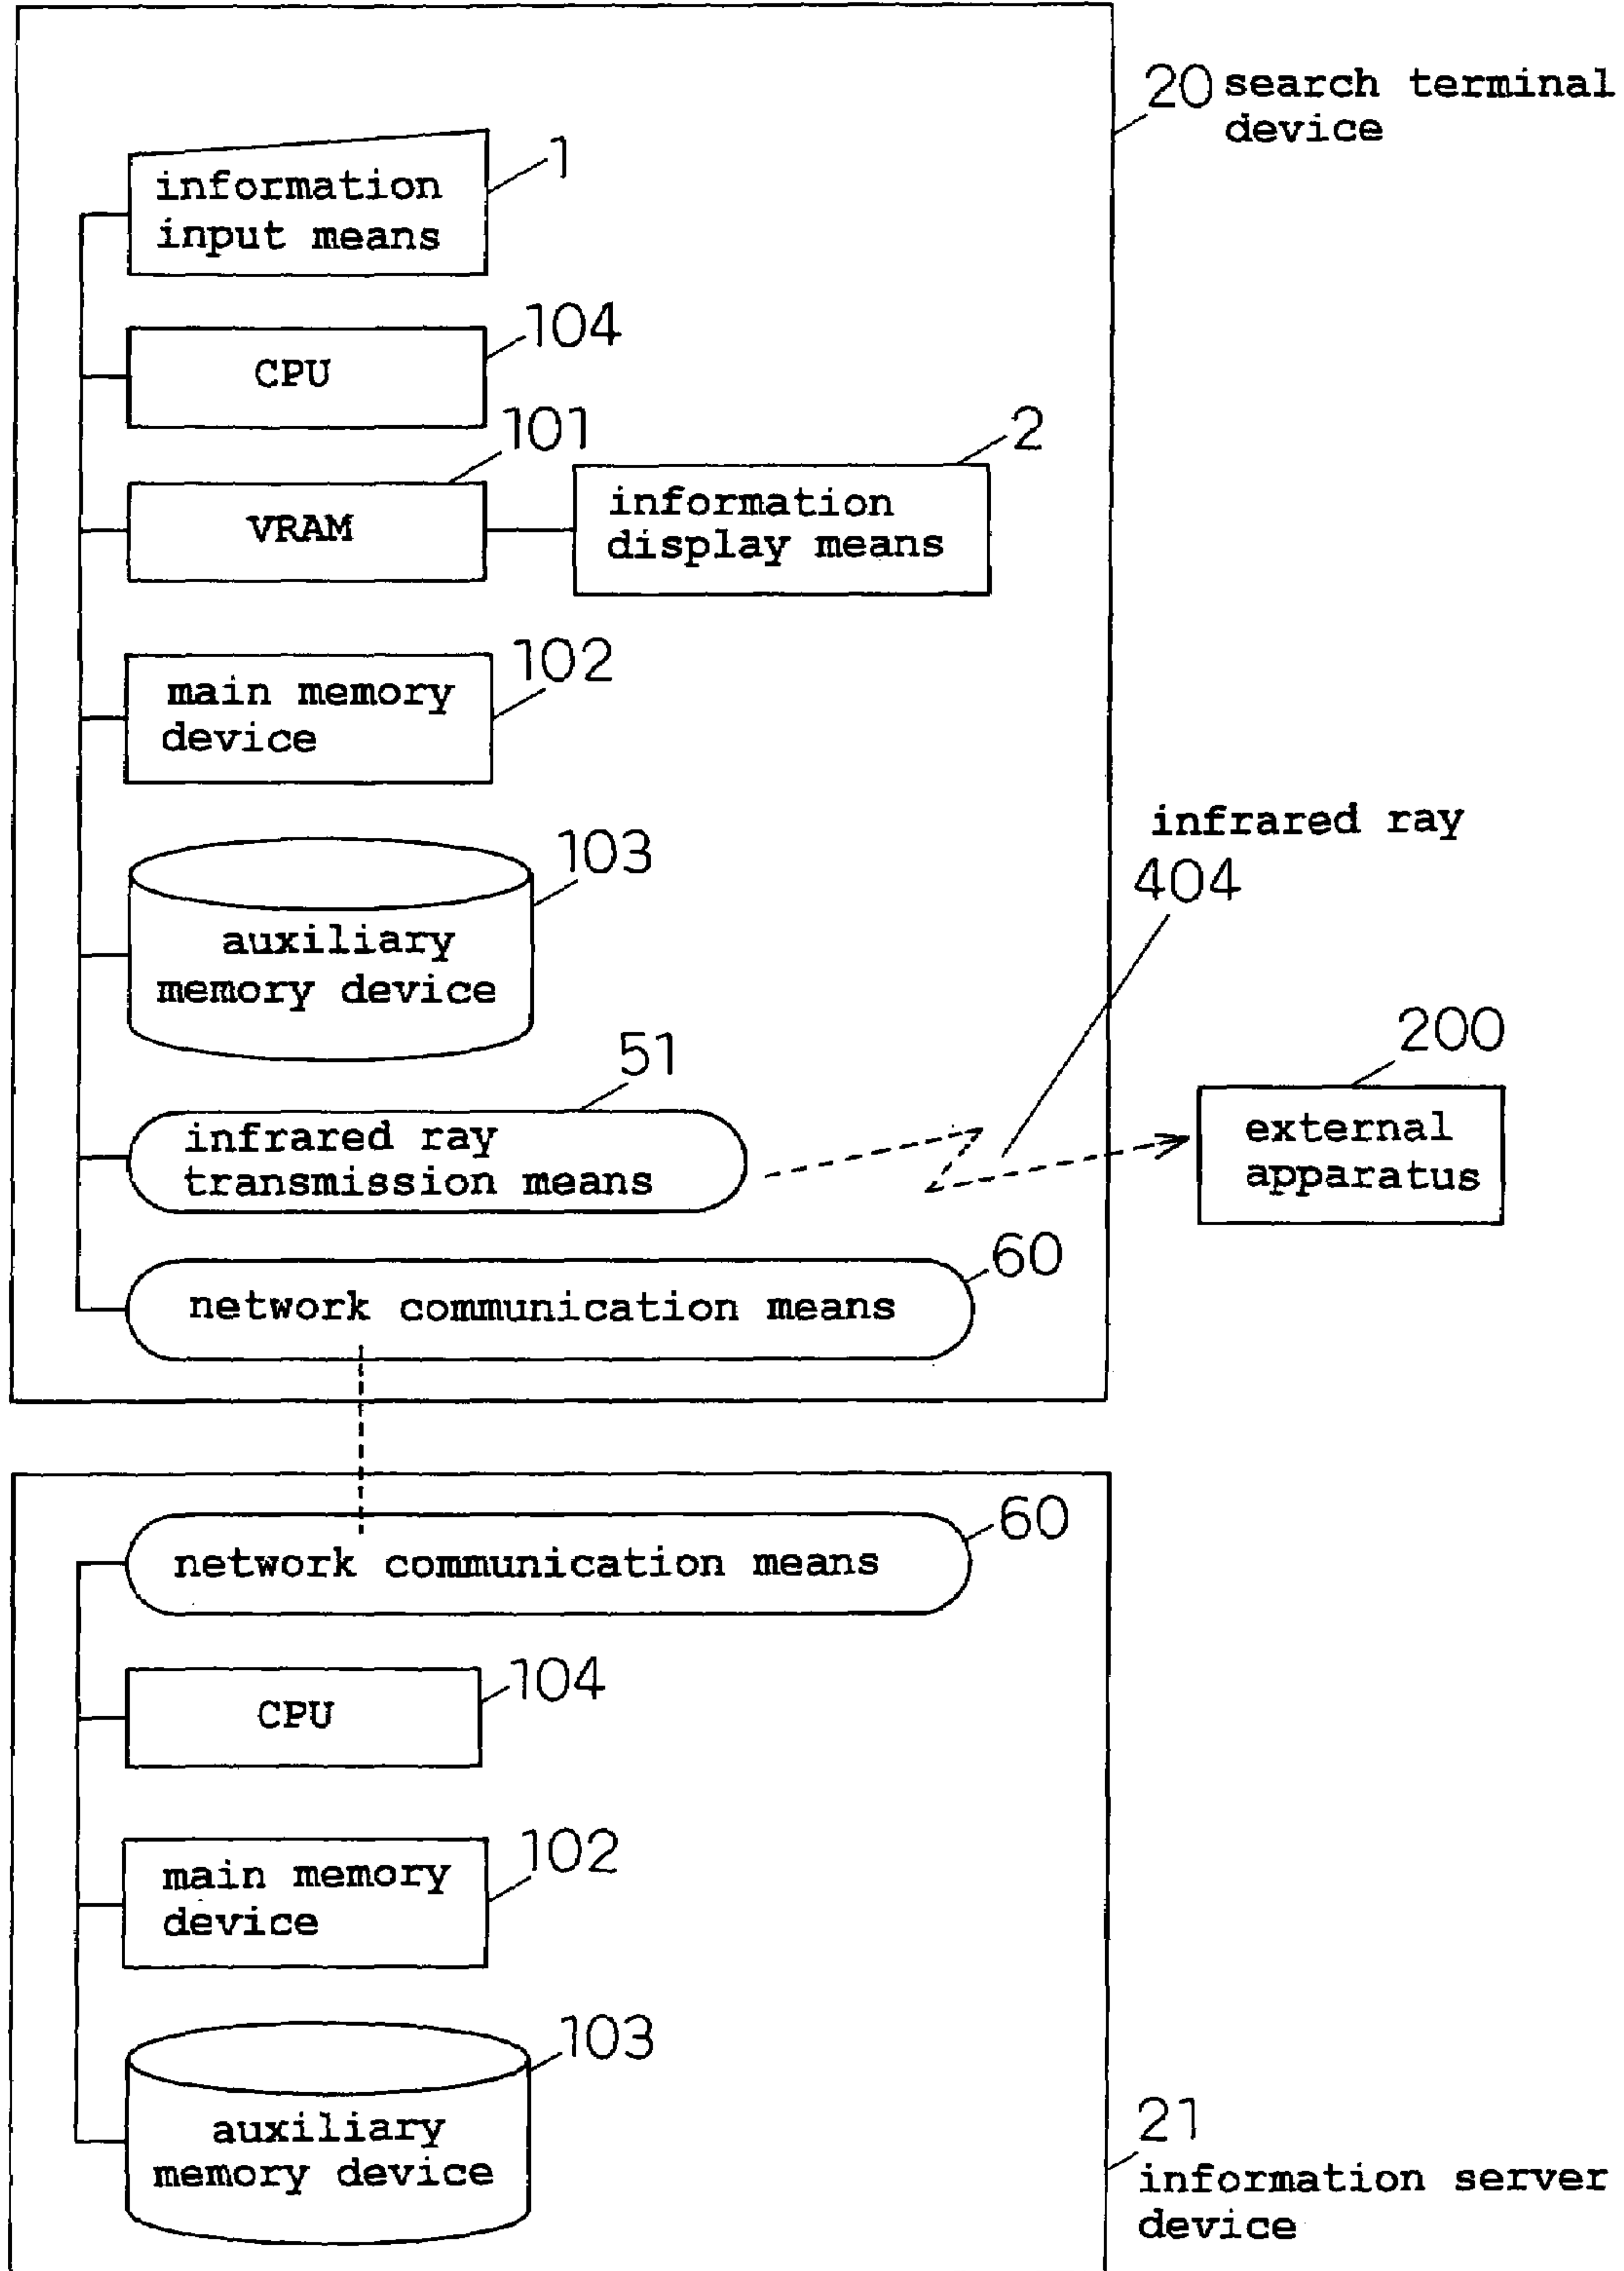 20 search terminal
device
1
information
input means
104
CPU
101
VRAM
2
information
display means
102
main memory
device
103
auxiliary
memory device
infrared ray
404
51
infrared ray
transmission means
200
external
apparatus
60
network communication means
60
network communication means
104
CPU
102
main memory
device
103
auxiliary
memory device
21
information server
device